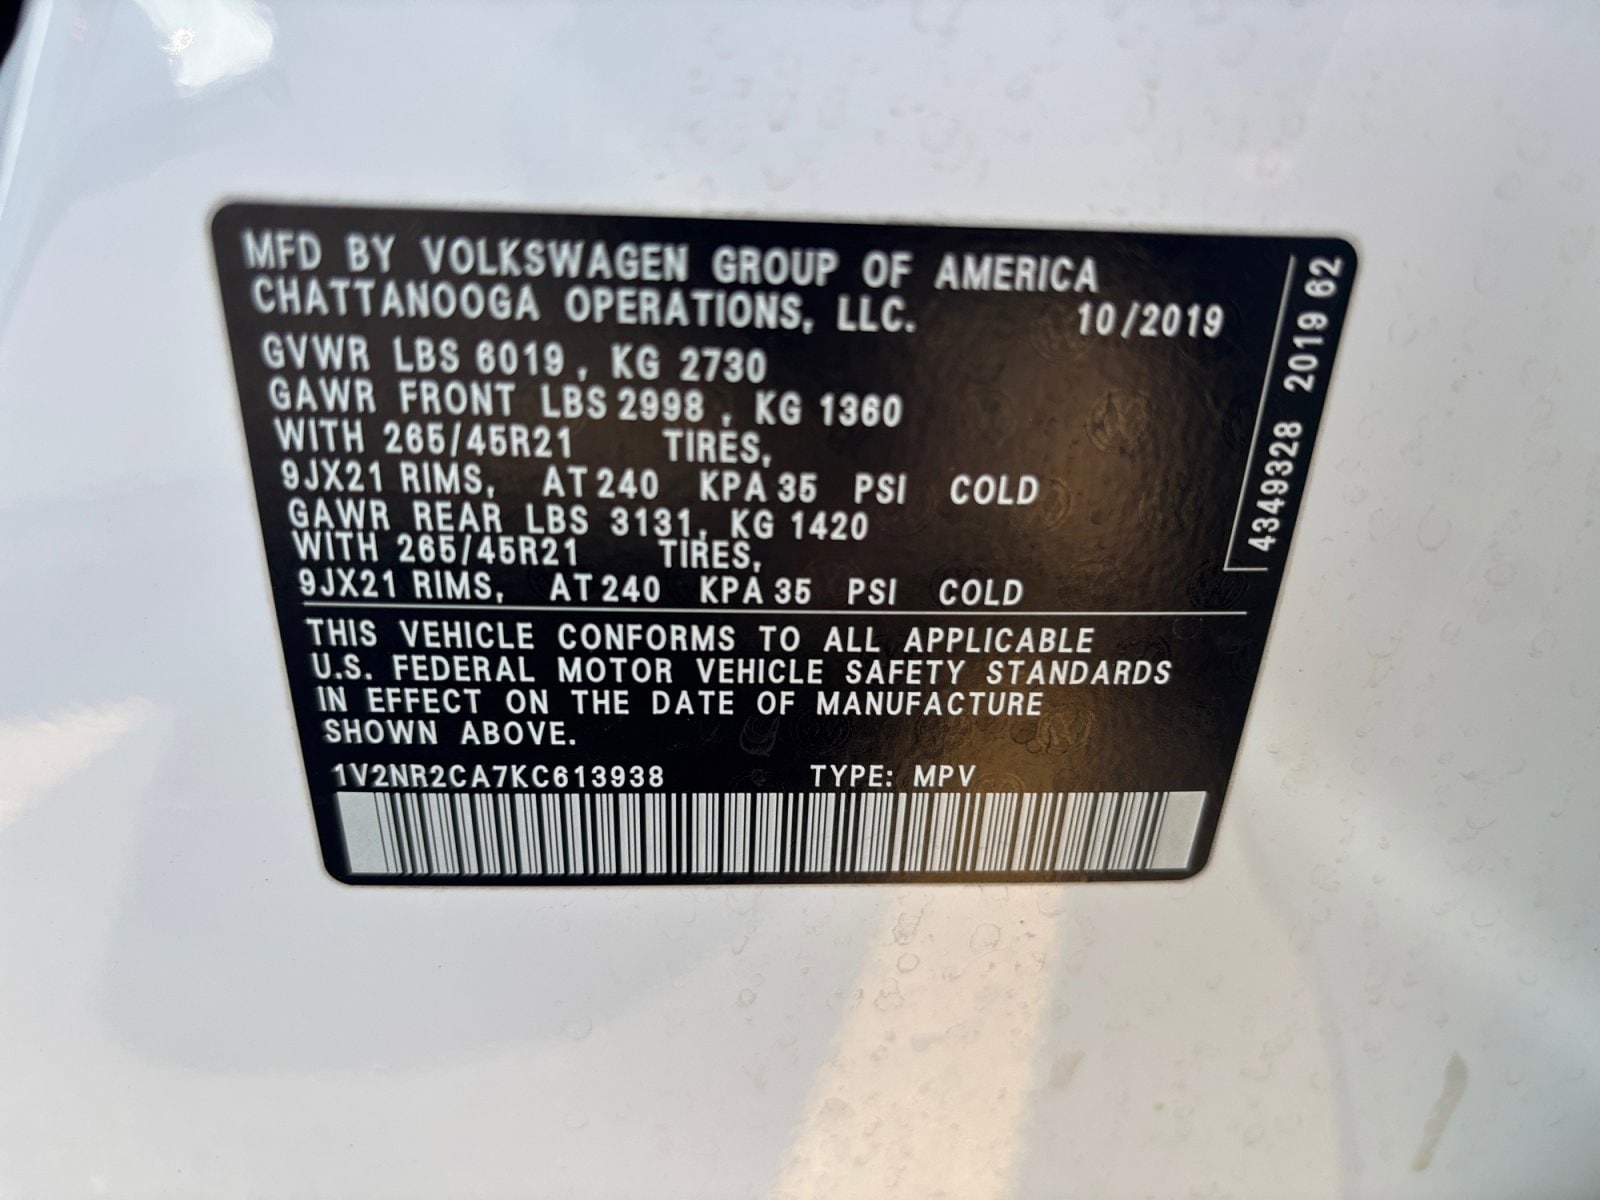 MFD BY VOLKSWAGEN GROUP OF AMERICA
CHATTANOOGA OPERATIONS, LLC. 10/2019
GVWR LBS 6019, KG 2730
GAWR FRONT LBS 2998, KG 1360
WITH 265/45R21 TIRES,
9JX21 RIMS, AT 240 KPA 35 PSI COLD
GAWR REAR LBS 3131, KG 1420
WITH 265/45R21 TIRES,
9JX21 RIMS, AT 240 KPA 35 PSI COLD
THIS VEHICLE CONFORMS TO ALL APPLICABLE
U.S. FEDERAL MOTOR VEHICLE SAFETY STANDARDS
IN EFFECT ON THE DATE OF MANUFACTURE
SHOWN ABOVE.
1V2NR2CA7KC613938 TYPE: MPV
4349328 2019 62